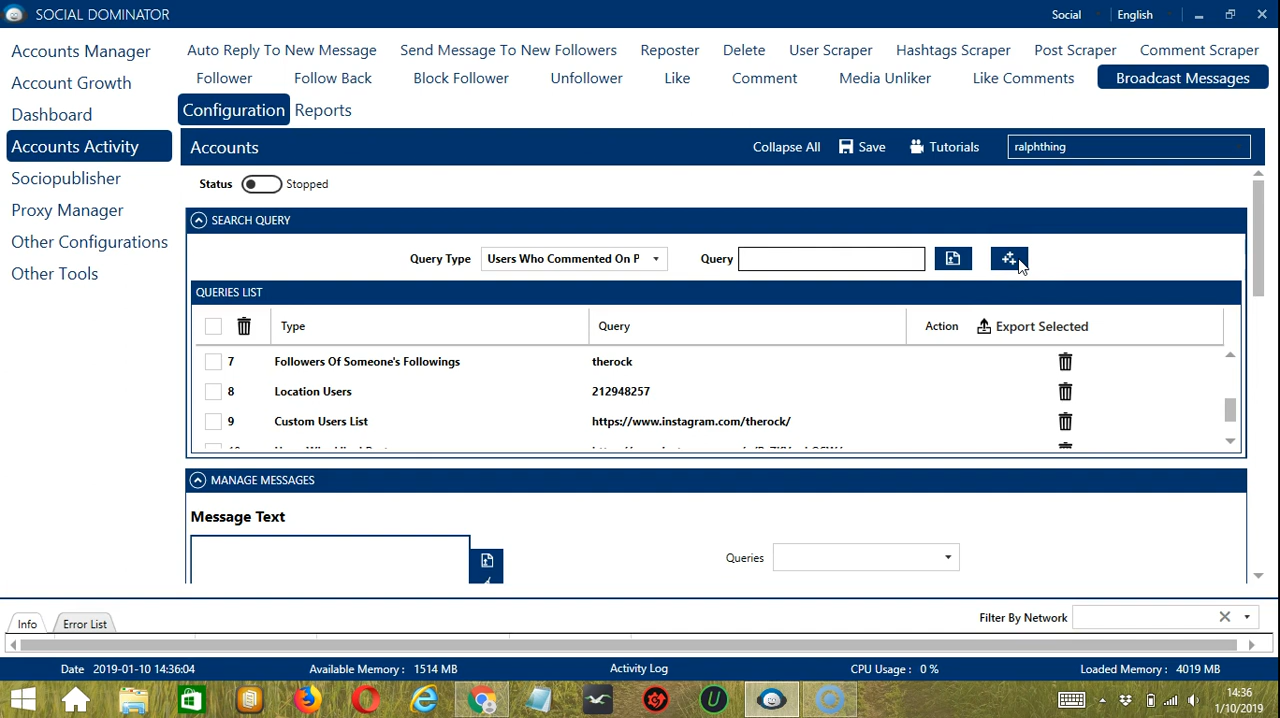 SOCIAL DOMINATOR
Social
English
Accounts Manager
Account Growth
Dashboard
Accounts Activity
Sociopublisher
Proxy Manager
Other Configurations
Other Tools
Auto Reply To New Message
Send Message To New Followers
Reposter
Delete
User Scraper
Hashtags Scraper
Post Scraper
Comment Scraper
Follower
Follow Back
Block Follower
Unfollower
Like
Comment
Media Unliker
Like Comments
Broadcast Messages
Configuration
Reports
Accounts
Collapse All
Save
Tutorials
ralphthing
Status
Stopped
SEARCH QUERY
Query Type
Users Who Commented On P
Query
QUERIES LIST
Type
Query
Action
Export Selected
7 Followers Of Someone's Followings therock
8 Location Users 212948257
9 Custom Users List https://www.instagram.com/therock/
MANAGE MESSAGES
Message Text
Queries
Info
Error List
Filter By Network
Date 2019-01-10 14:36:04
Available Memory : 1514 MB
Activity Log
CPU Usage : 0 %
Loaded Memory : 4019 MB
14:36
1/10/2019